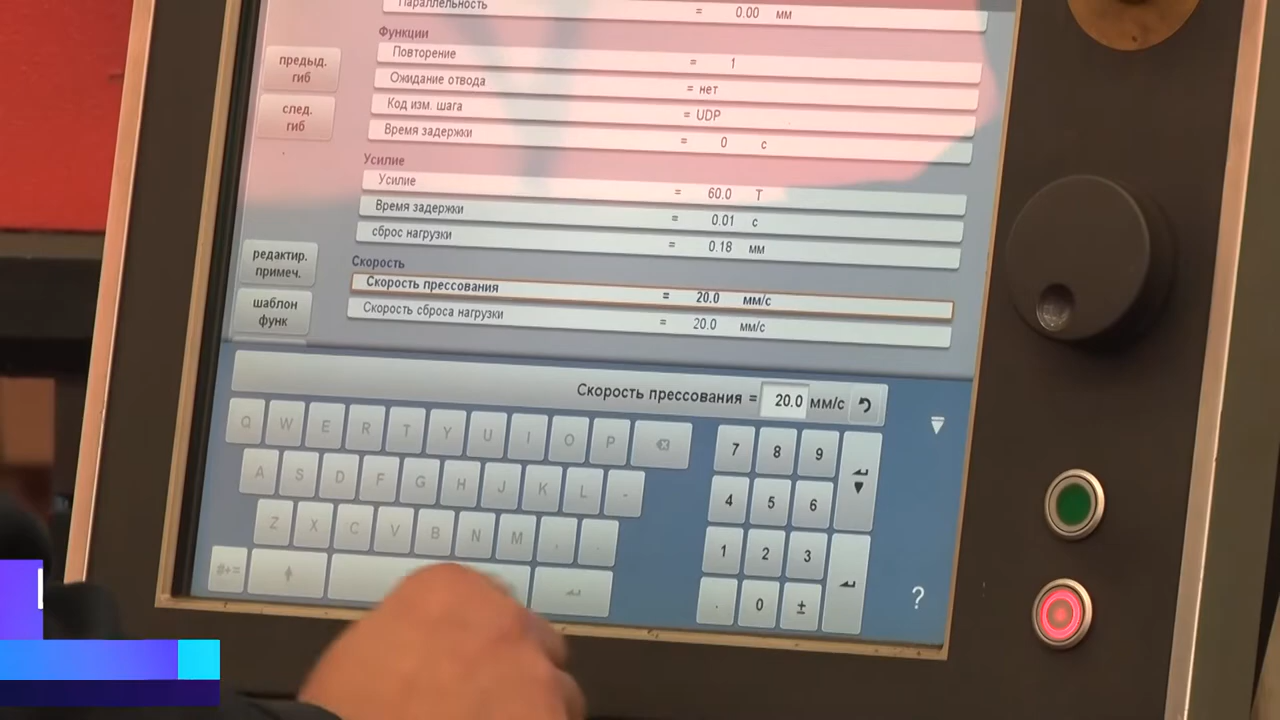 Параллельность = 0.00 мм
Функции
Повторение = 1
Ожидание отвода = нет
Код изм. шага = UDP
Время задержки = 0 с
Усилие
Усилие = 60.0 Т
Время задержки = 0.01 с
сброс нагрузки = 0.18 мм
Скорость
Скорость прессования = 20.0 мм/с
Скорость сброса нагрузки = 20.0 мм/с
предыд.
гиб
след.
гиб
редактир.
примеч.
шаблон
функ
Скорость прессования = 20.0 мм/с
Q W E R T Y U I O P
A S D F G H J K L -
Z X C V B N M , .
#+=
7 8 9
4 5 6
1 2 3
. 0 ±
?